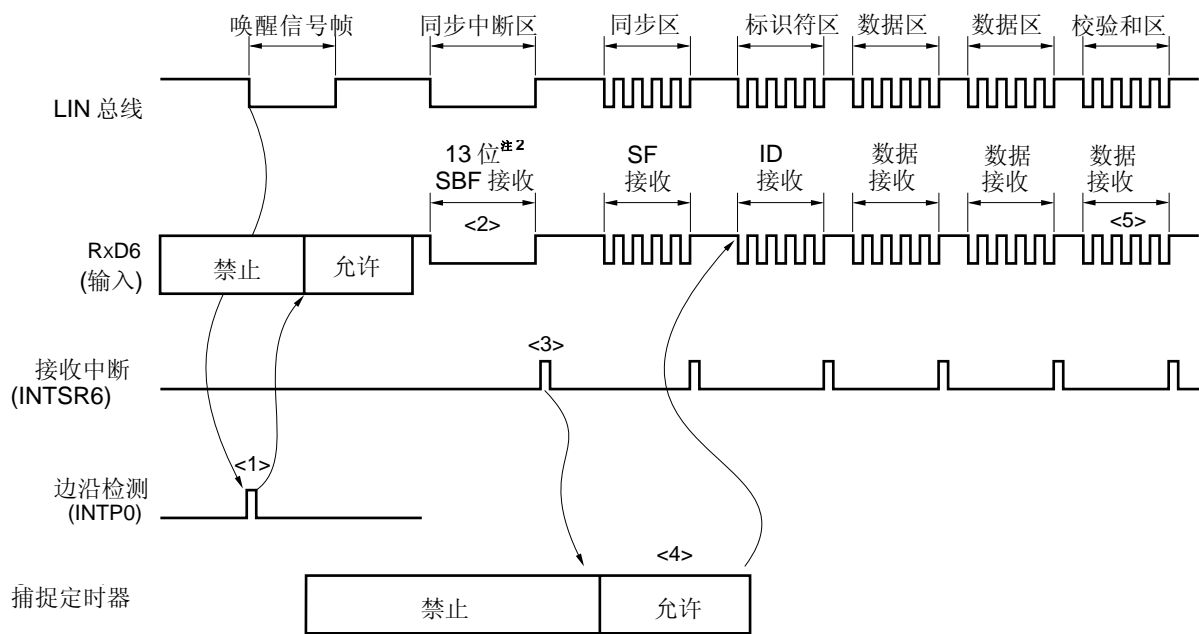 唤醒信号帧 同步中断区 同步区 标识符区 数据区 数据区 校验和区
LIN 总线
13 位注2 SF ID 数据 数据 数据
SBF 接收 接收 接收 接收 接收 接收
<2> <5>
RxD6
(输入)
禁止 允许
<3>
接收中断
(INTSR6)
<1>
边沿检测
(INTP0)
<4>
捕捉定时器
禁止 允许